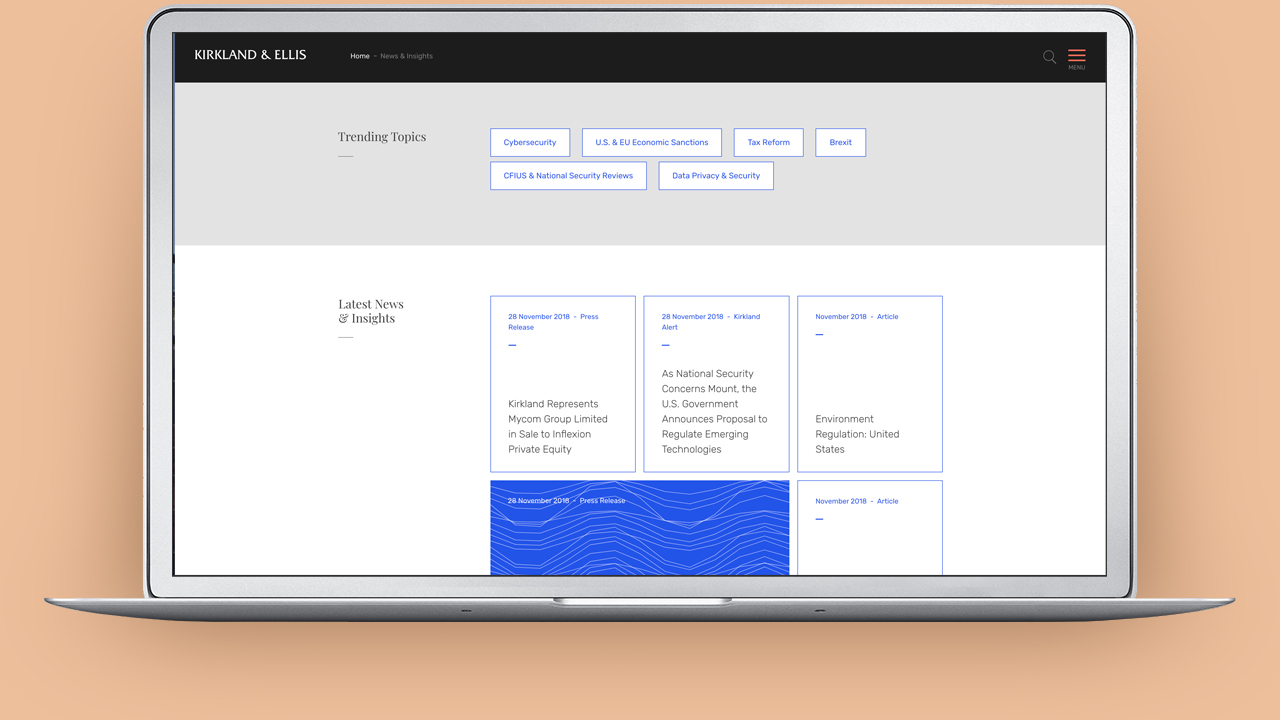 KIRKLAND & ELLIS
Home – News & Insights
MENU
Trending Topics
Cybersecurity
U.S. & EU Economic Sanctions
Tax Reform
Brexit
CFIUS & National Security Reviews
Data Privacy & Security
Latest News
& Insights
28 November 2018 - Press
Release
Kirkland Represents
Mycom Group Limited
in Sale to Inflexion
Private Equity
28 November 2018 - Kirkland
Alert
As National Security
Concerns Mount, the
U.S. Government
Announces Proposal to
Regulate Emerging
Technologies
November 2018 - Article
Environment
Regulation: United
States
28 November 2018 - Press Release
November 2018 - Article